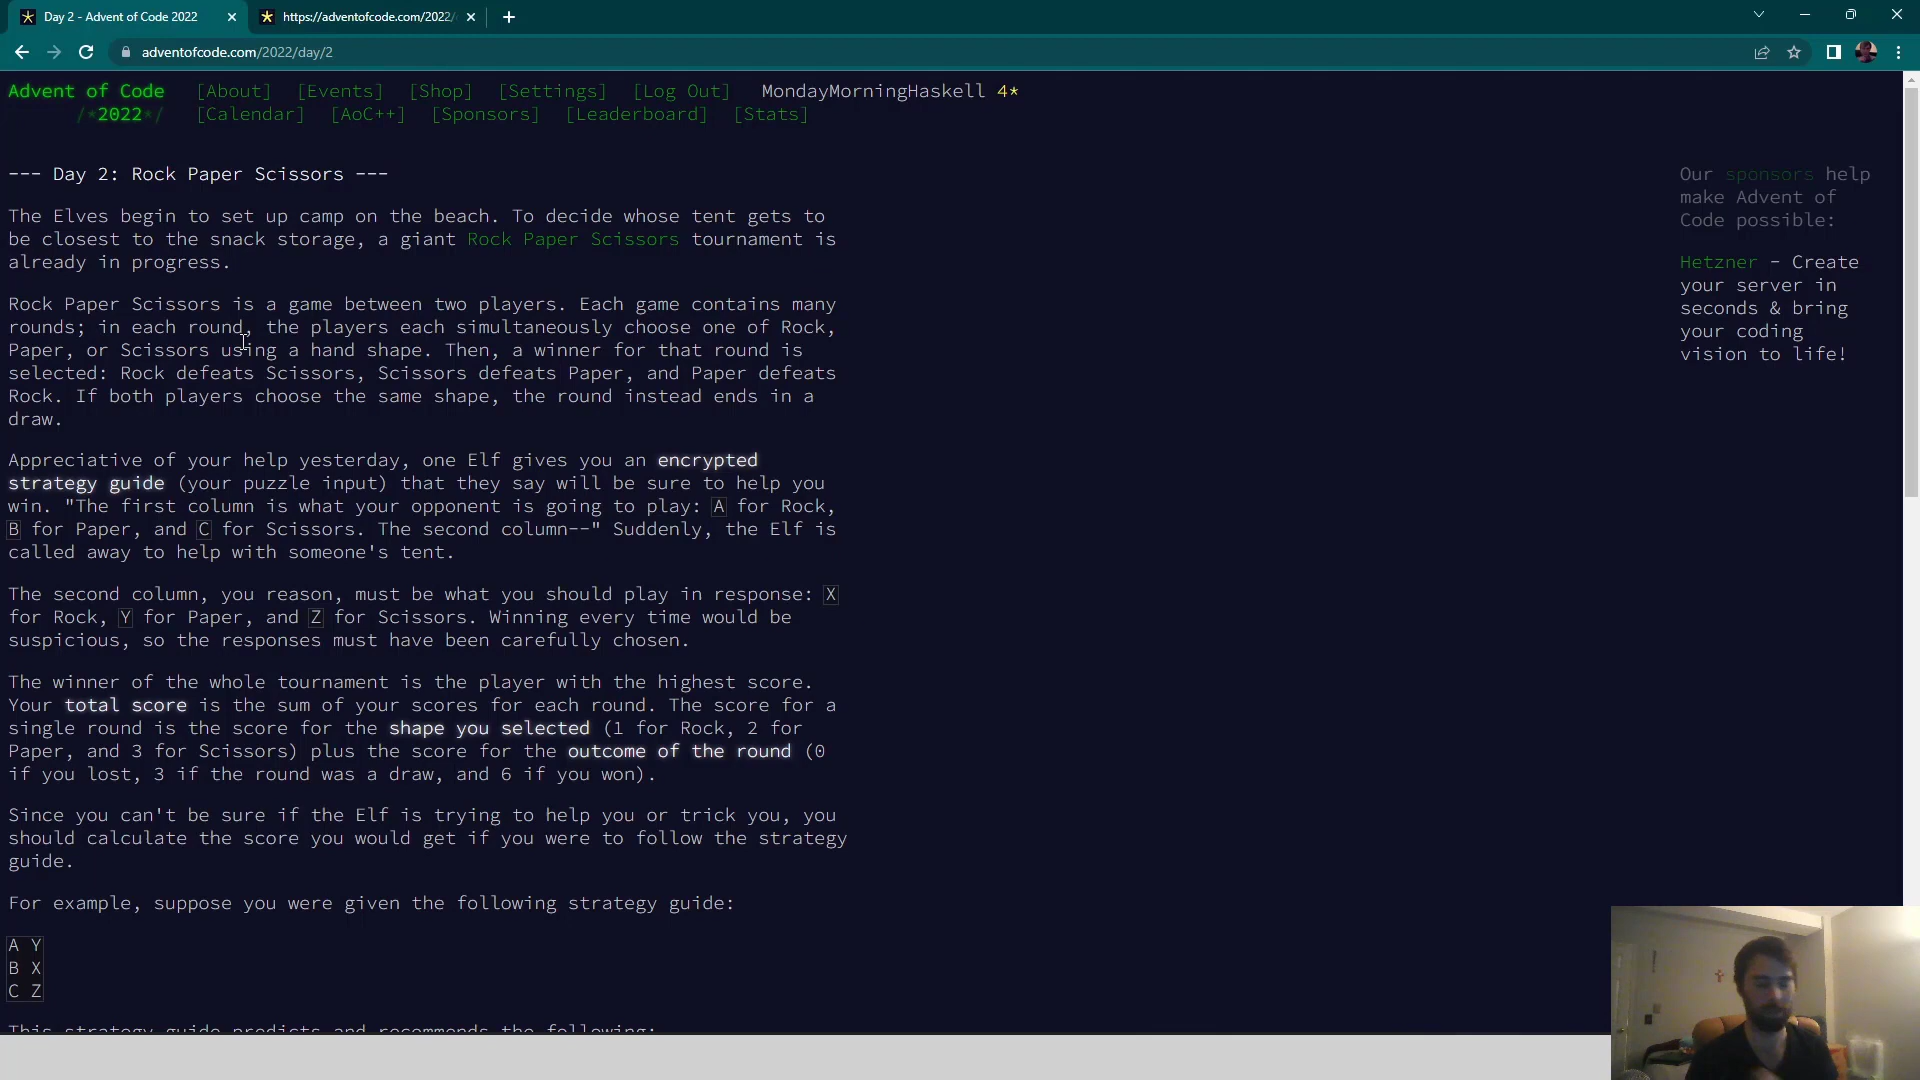 Day 2 - Advent of Code 2022
https://adventofcode.com/2022/
adventofcode.com/2022/day/2
Advent of Code [About] [Events] [Shop] [Settings] [Log Out] MondayMorningHaskell 4*
/*2022*/ [Calendar] [AoC++] [Sponsors] [Leaderboard] [Stats]
--- Day 2: Rock Paper Scissors ---
The Elves begin to set up camp on the beach. To decide whose tent gets to
be closest to the snack storage, a giant Rock Paper Scissors tournament is
already in progress.
Rock Paper Scissors is a game between two players. Each game contains many
rounds; in each round, the players each simultaneously choose one of Rock,
Paper, or Scissors using a hand shape. Then, a winner for that round is
selected: Rock defeats Scissors, Scissors defeats Paper, and Paper defeats
Rock. If both players choose the same shape, the round instead ends in a
draw.
Appreciative of your help yesterday, one Elf gives you an encrypted
strategy guide (your puzzle input) that they say will be sure to help you
win. "The first column is what your opponent is going to play: A for Rock,
B for Paper, and C for Scissors. The second column--" Suddenly, the Elf is
called away to help with someone's tent.
The second column, you reason, must be what you should play in response: X
for Rock, Y for Paper, and Z for Scissors. Winning every time would be
suspicious, so the responses must have been carefully chosen.
The winner of the whole tournament is the player with the highest score.
Your total score is the sum of your scores for each round. The score for a
single round is the score for the shape you selected (1 for Rock, 2 for
Paper, and 3 for Scissors) plus the score for the outcome of the round (0
if you lost, 3 if the round was a draw, and 6 if you won).
Since you can't be sure if the Elf is trying to help you or trick you, you
should calculate the score you would get if you were to follow the strategy
guide.
For example, suppose you were given the following strategy guide:
A Y
B X
C Z
This strategy guide predicts and recommends the following:
Our sponsors help
make Advent of
Code possible:
Hetzner - Create
your server in
seconds & bring
your coding
vision to life!